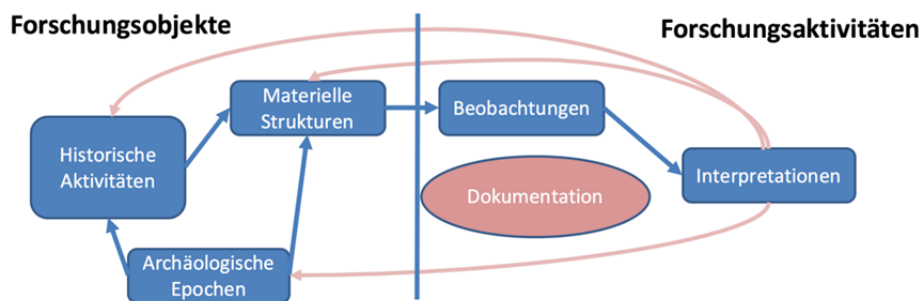 Forschungsobjekte
Forschungsaktivitäten
Materielle
Strukturen
Beobachtungen
Historische
Aktivitäten
Interpretationen
Dokumentation
Archäologische
Epochen